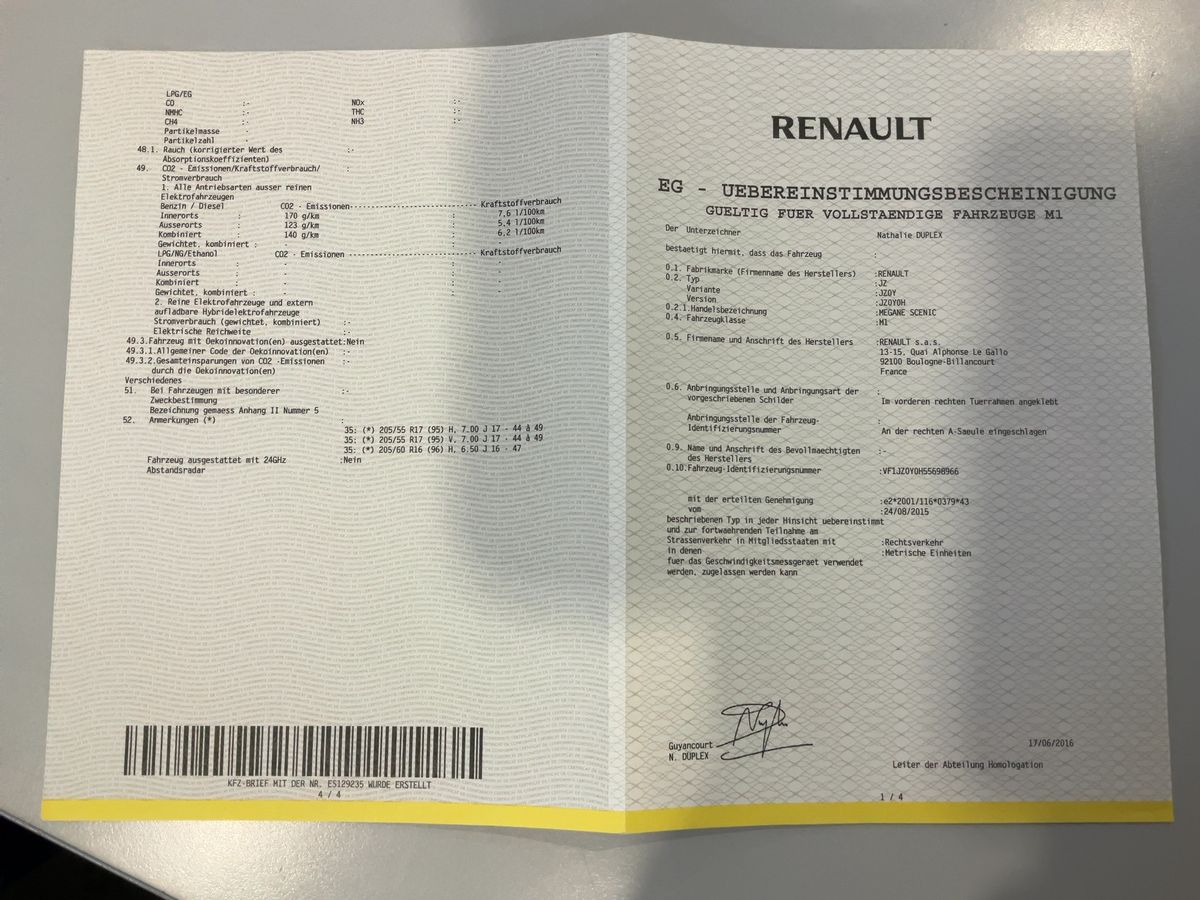 LPG/EG
CO :- NOx :-
NMHC :- THC :-
CH4 :- NH3 :-
Partikelmasse -
Partikelzahl -
48.1. Rauch (korrigierter Wert des :-
Absorptionskoeffizienten)
49. CO2 - Emissionen/Kraftstoffverbrauch/ :
Stromverbrauch
1. Alle Antriebsarten ausser reinen
Elektrofahrzeugen
Benzin / Diesel CO2 - Emissionen------------------------------Kraftstoffverbrauch
Innerorts : 170 g/km : 7,6 l/100km
Ausserorts : 123 g/km : 5,4 l/100km
Kombiniert : 140 g/km : 6,2 l/100km
Gewichtet, kombiniert : - : -
LPG/NG/Ethanol CO2 - Emissionen------------------------------Kraftstoffverbrauch
Innerorts : - : -
Ausserorts : - : -
Kombiniert : - : -
Gewichtet, kombiniert : - : -
2. Reine Elektrofahrzeuge und extern
aufladbare Hybridelektrofahrzeuge
Stromverbrauch (gewichtet, kombiniert) :-
Elektrische Reichweite :-
49.3.Fahrzeug mit Oekoinnovation(en) ausgestattet:Nein
49.3.1.Allgemeiner Code der Oekoinnovation(en) :-
49.3.2.Gesamteinsparungen von CO2 -Emissionen :-
durch die Oekoinnovation(en)
Verschiedenes
51. Bei Fahrzeugen mit besonderer :-
Zweckbestimmung
Bezeichnung gemaess Anhang II Nummer 5
52. Anmerkungen (*) :
35: (*) 205/55 R17 (95) H, 7.00 J 17 - 44 à 49
35: (*) 205/55 R17 (95) V, 7.00 J 17 - 44 à 49
35: (*) 205/60 R16 (96) H, 6.50 J 16 - 47
Fahrzeug ausgestattet mit 24GHz :Nein
Abstandsradar
KFZ-BRIEF MIT DER NR. ES129235 WURDE ERSTELLT
4 / 4
RENAULT
EG - UEBEREINSTIMMUNGSBESCHEINIGUNG
GUELTIG FUER VOLLSTAENDIGE FAHRZEUGE M1
Der Unterzeichner Nathalie DUPLEX
bestaetigt hiermit, dass das Fahrzeug :
0.1. Fabrikmarke (Firmenname des Herstellers) :RENAULT
0.2. Typ :JZ
Variante :JZ0Y
Version :JZ0Y0H
0.2.1.Handelsbezeichnung :MEGANE SCENIC
0.4. Fahrzeugklasse :M1
0.5. Firmename und Anschrift des Herstellers :RENAULT s.a.s.
13-15, Quai Alphonse Le Gallo
92100 Boulogne-Billancourt
France
0.6. Anbringungsstelle und Anbringungsart der :
vorgeschriebenen Schilder Im vorderen rechten Tuerrahmen angeklebt
Anbringungsstelle der Fahrzeug- :
Identifizierungsnummer An der rechten A-Saeule eingeschlagen
0.9. Name und Anschrift des Bevollmaechtigten :-
des Herstellers
0.10.Fahrzeug-Identifizierungsnummer :VF1JZ0Y0H55698966
mit der erteilten Genehmigung :e2*2001/116*0379*43
vom :24/08/2015
beschriebenen Typ in jeder Hinsicht uebereinstimmt
und zur fortwaehrenden Teilnahme am
Strassenverkehr in Mitgliedsstaaten mit :Rechtsverkehr
in denen :Metrische Einheiten
fuer das Geschwindigkeitsmessgeraet verwendet
werden, zugelassen werden kann
Guyancourt 17/06/2016
N. DUPLEX
Leiter der Abteilung Homologation
1 / 4